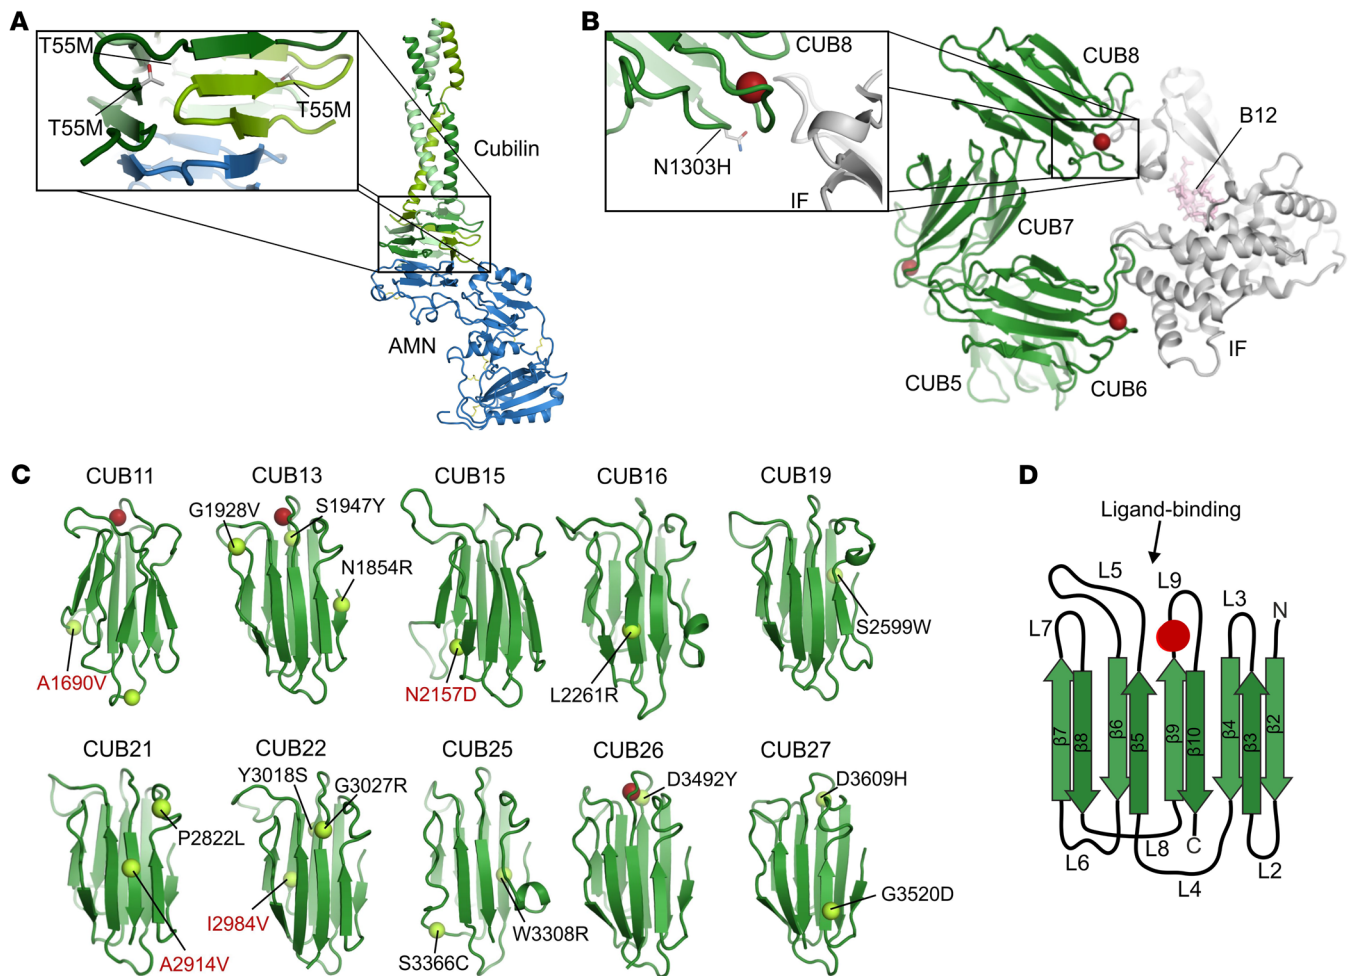 A
T55M
T55M
T55M
Cubilin
AMN
B
CUB8
N1303H
IF
CUB8
B12
CUB7
CUB5
CUB6
IF
C
CUB11
A1690V
CUB13
G1928V
S1947Y
N1854R
CUB15
N2157D
CUB16
L2261R
CUB19
S2599W
CUB21
P2822L
A2914V
CUB22
Y3018S
G3027R
I2984V
CUB25
W3308R
S3366C
CUB26
D3492Y
CUB27
D3609H
G3520D
D
Ligand-binding
L5
L9
L3
N
L7
β7
β8
β6
β5
β9
β10
β4
β3
β2
L6
L8
C
L4
L2